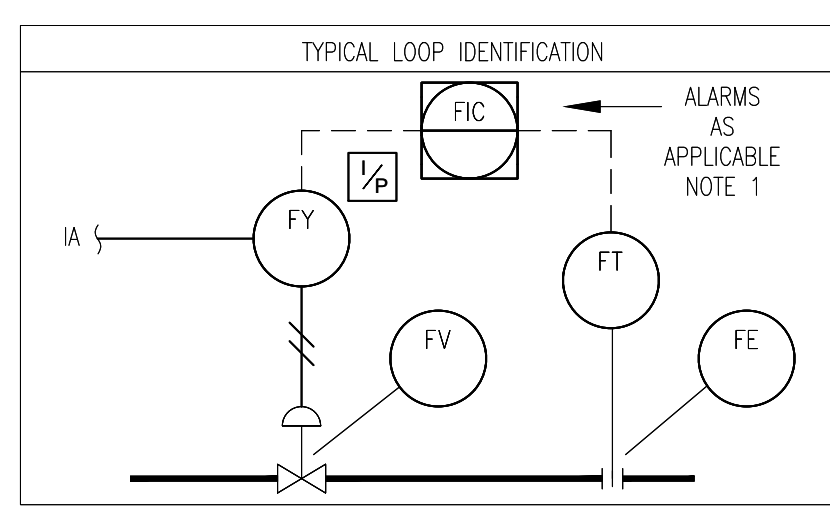 TYPICAL LOOP IDENTIFICATION
FIC
ALARMS
AS
APPLICABLE
NOTE 1
I/P
FY
IA
FT
FV
FE